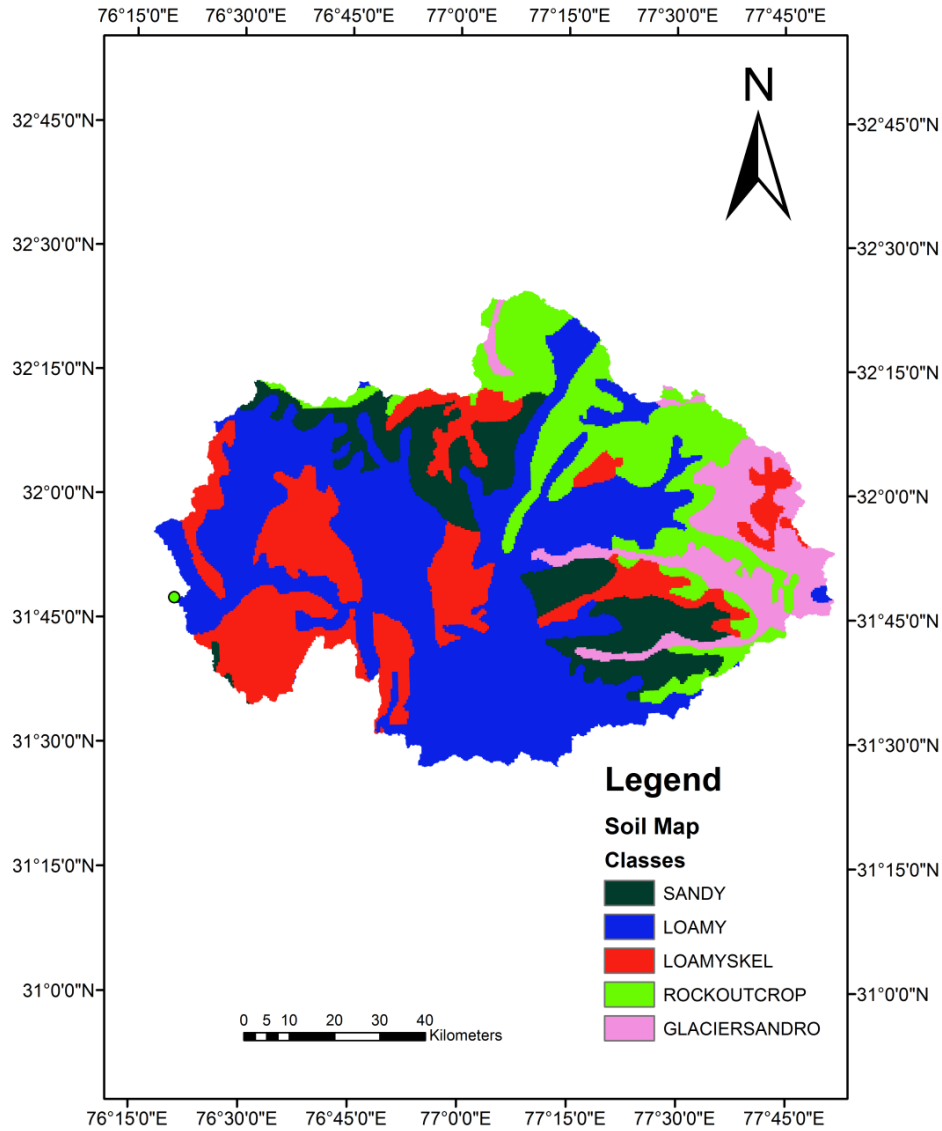 76°15'0"E 76°30'0"E 76°45'0"E 77°0'0"E 77°15'0"E 77°30'0"E 77°45'0"E
N
32°45'0"N 32°45'0"N
32°30'0"N 32°30'0"N
32°15'0"N 32°15'0"N
32°0'0"N 32°0'0"N
31°45'0"N 31°45'0"N
31°30'0"N 31°30'0"N
Legend
Soil Map
Classes
31°15'0"N 31°15'0"N
SANDY
LOAMY
LOAMYSKEL
31°0'0"N 31°0'0"N
ROCKOUTCROP
0 5 10 20 30 40
Kilometers
GLACIERSANDRO
76°15'0"E 76°30'0"E 76°45'0"E 77°0'0"E 77°15'0"E 77°30'0"E 77°45'0"E